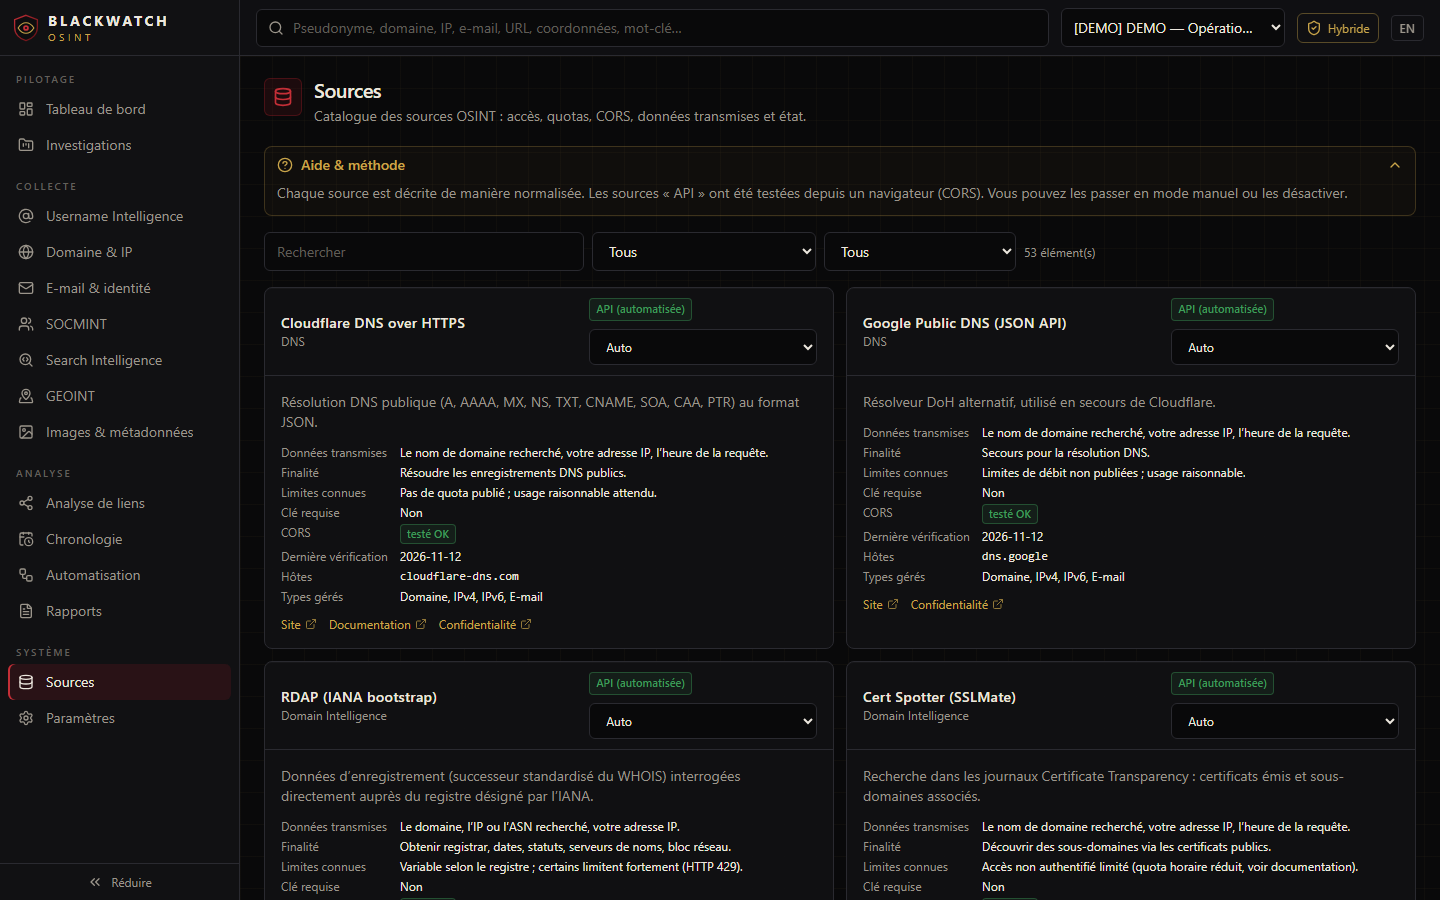 BLACKWATCH
OSINT
Pseudonyme, domaine, IP, e-mail, URL, coordonnées, mot-clé...
[DEMO] DEMO — Opératio...
Hybride
EN
PILOTAGE
Tableau de bord
Investigations
COLLECTE
Username Intelligence
Domaine & IP
E-mail & identité
SOCMINT
Search Intelligence
GEOINT
Images & métadonnées
ANALYSE
Analyse de liens
Chronologie
Automatisation
Rapports
SYSTÈME
Sources
Paramètres
Réduire
Sources
Catalogue des sources OSINT : accès, quotas, CORS, données transmises et état.
Aide & méthode
Chaque source est décrite de manière normalisée. Les sources « API » ont été testées depuis un navigateur (CORS). Vous pouvez les passer en mode manuel ou les désactiver.
Rechercher
Tous
Tous
53 élément(s)
Cloudflare DNS over HTTPS
DNS
API (automatisée)
Auto
Résolution DNS publique (A, AAAA, MX, NS, TXT, CNAME, SOA, CAA, PTR) au format
JSON.
Données transmises Le nom de domaine recherché, votre adresse IP, l'heure de la requête.
Finalité Résoudre les enregistrements DNS publics.
Limites connues Pas de quota publié ; usage raisonnable attendu.
Clé requise Non
CORS testé OK
Dernière vérification 2026-11-12
Hôtes cloudflare-dns.com
Types gérés Domaine, IPv4, IPv6, E-mail
Site Documentation Confidentialité
Google Public DNS (JSON API)
DNS
API (automatisée)
Auto
Résolveur DoH alternatif, utilisé en secours de Cloudflare.
Données transmises Le nom de domaine recherché, votre adresse IP, l'heure de la requête.
Finalité Secours pour la résolution DNS.
Limites connues Limites de débit non publiées ; usage raisonnable.
Clé requise Non
CORS testé OK
Dernière vérification 2026-11-12
Hôtes dns.google
Types gérés Domaine, IPv4, IPv6, E-mail
Site Confidentialité
RDAP (IANA bootstrap)
Domain Intelligence
API (automatisée)
Auto
Données d'enregistrement (successeur standardisé du WHOIS) interrogées
directement auprès du registre désigné par l'IANA.
Données transmises Le domaine, l'IP ou l'ASN recherché, votre adresse IP.
Finalité Obtenir registrar, dates, statuts, serveurs de noms, bloc réseau.
Limites connues Variable selon le registre ; certains limitent fortement (HTTP 429).
Clé requise Non
Cert Spotter (SSLMate)
Domain Intelligence
API (automatisée)
Auto
Recherche dans les journaux Certificate Transparency : certificats émis et sous-
domaines associés.
Données transmises Le nom de domaine recherché, votre adresse IP, l'heure de la requête.
Finalité Découvrir des sous-domaines via les certificats publics.
Limites connues Accès non authentifié limité (quota horaire réduit, voir documentation).
Clé requise Non